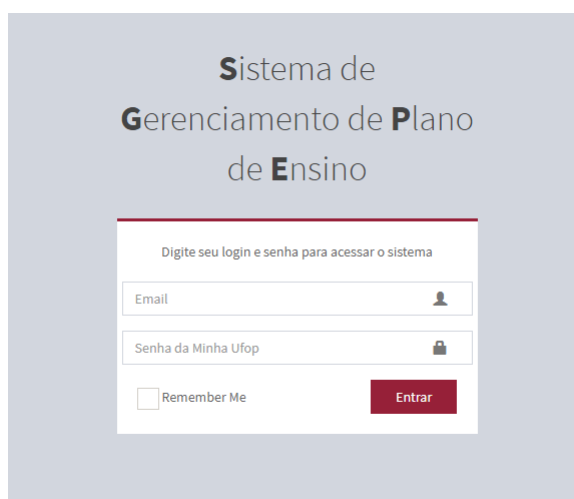 Sistema de
Gerenciamento de Plano
de Ensino
Digite seu login e senha para acessar o sistema
Email
Senha da Minha Ufop
Remember Me
Entrar